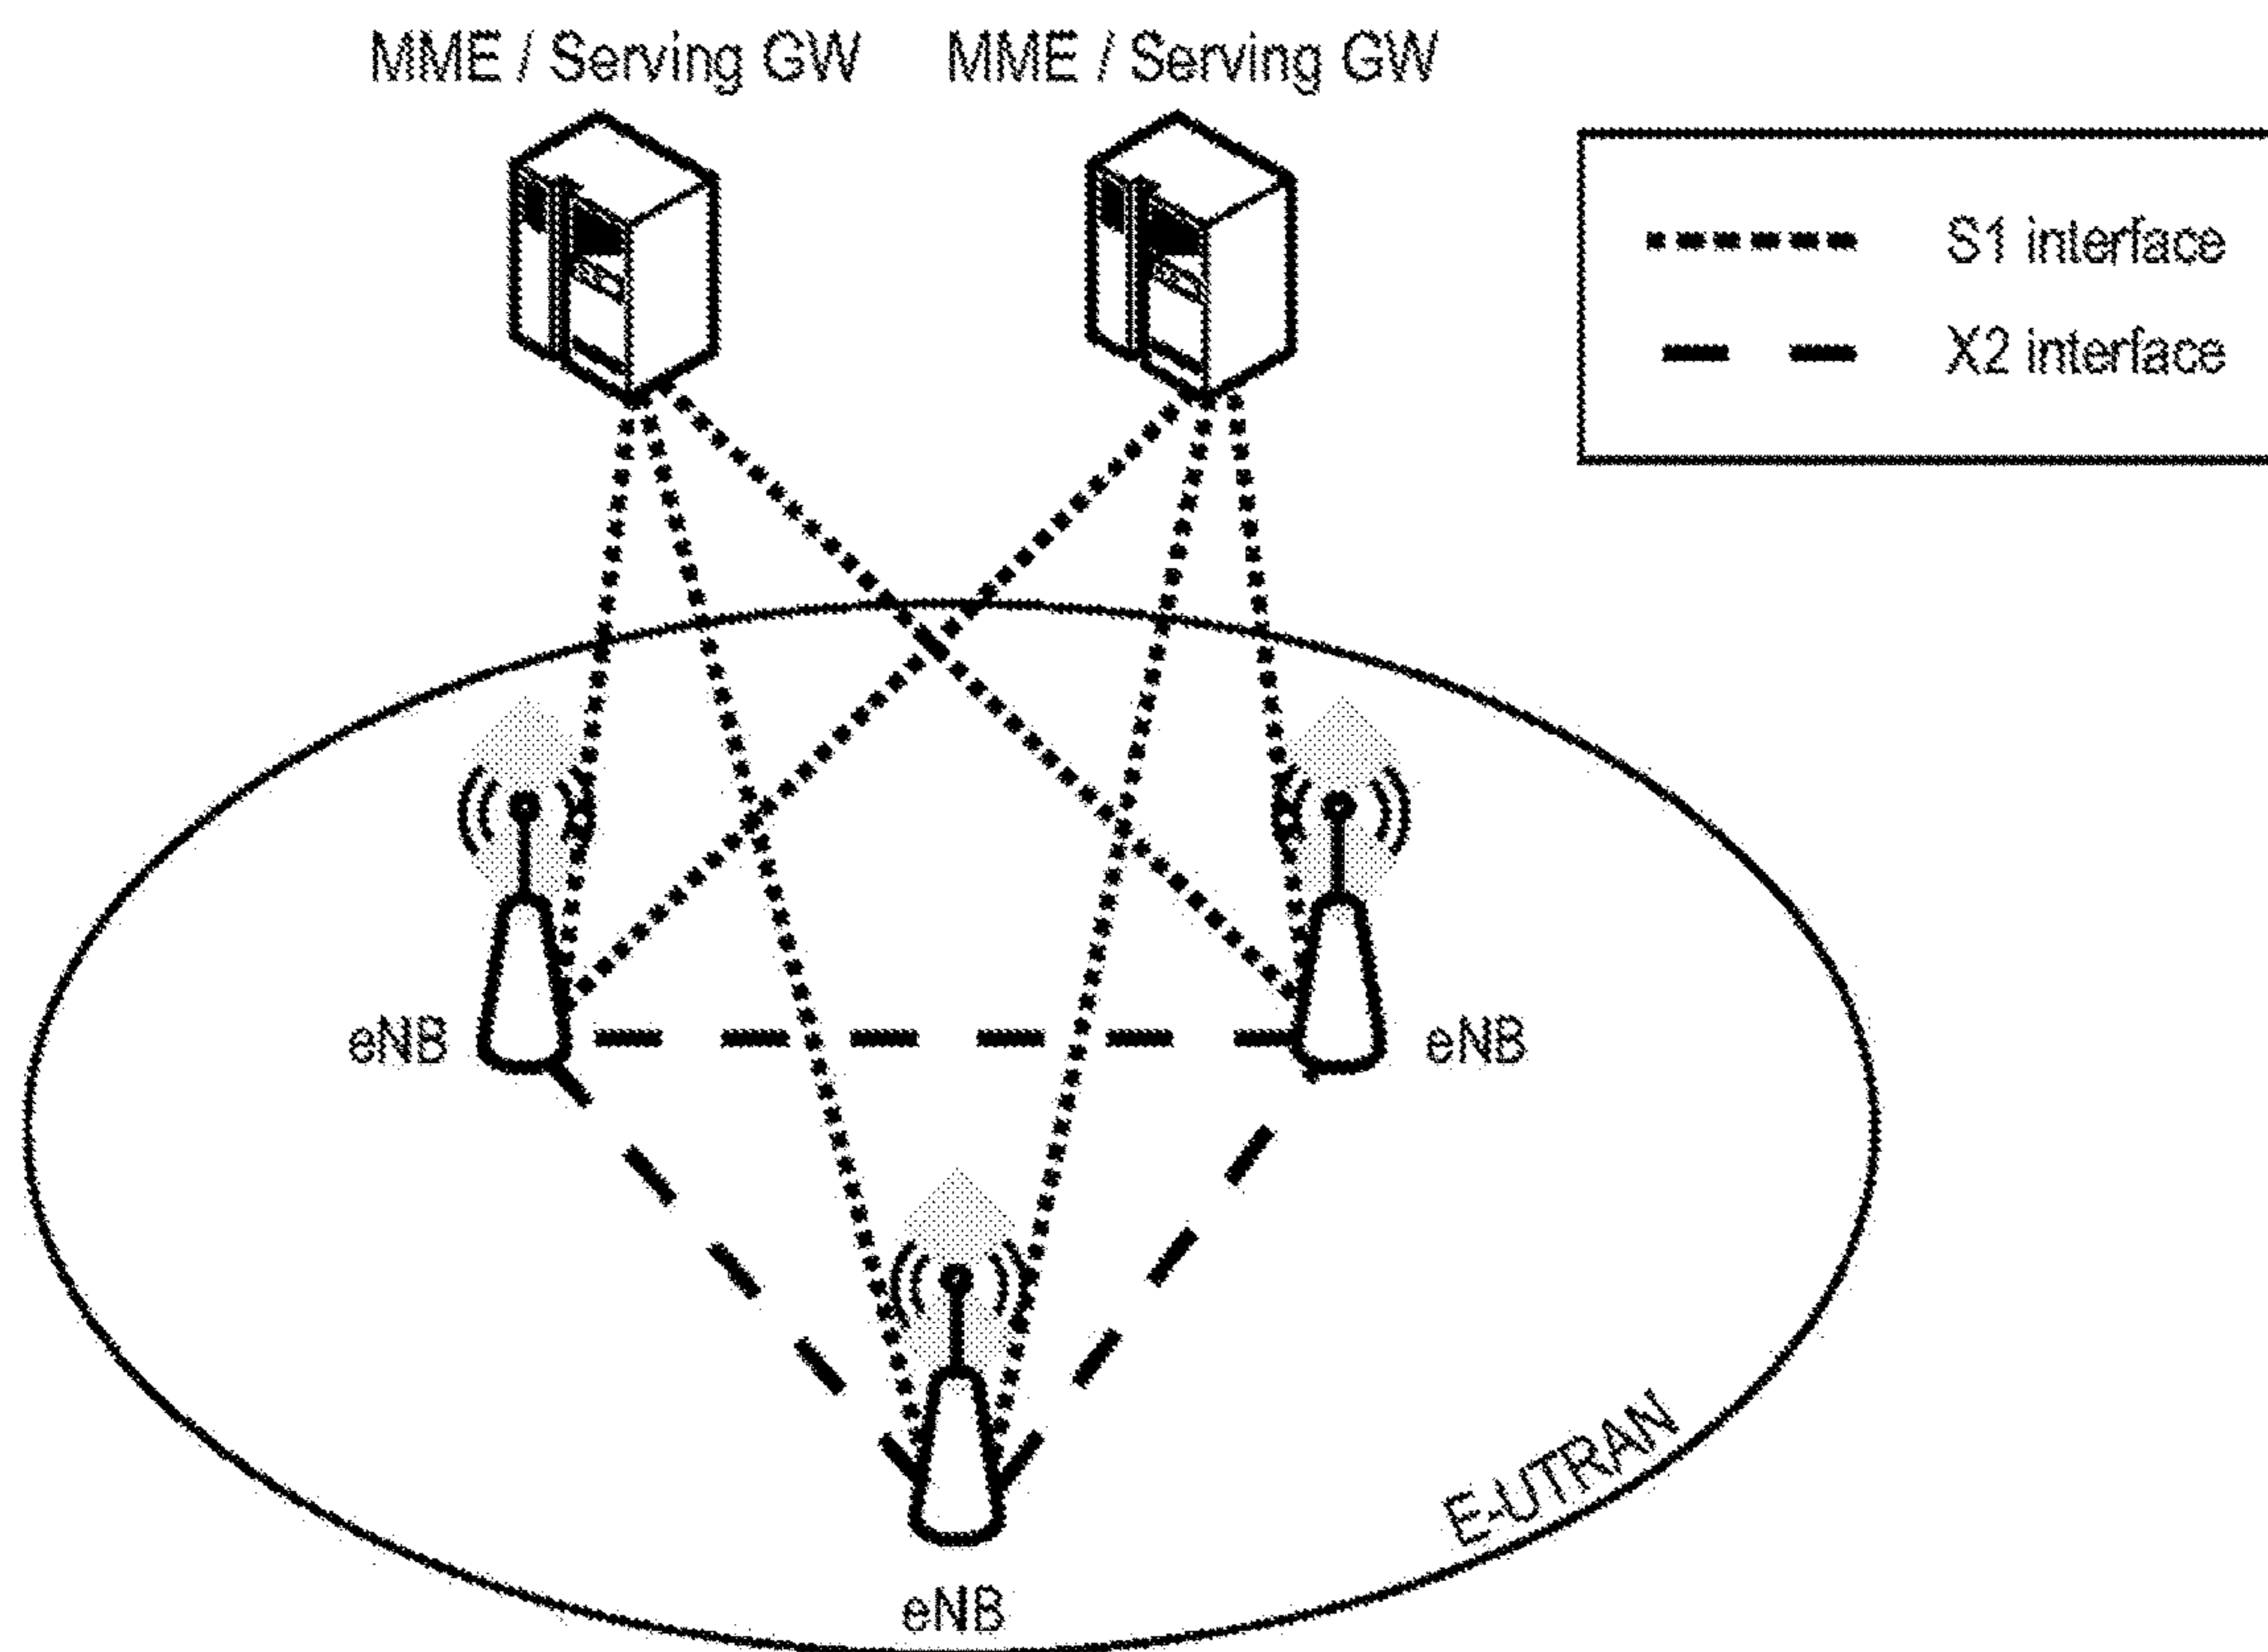 MME / Serving GW
MME / Serving GW
S1 interface
X2 interface
eNB
eNB
E-UTRAN
eNB